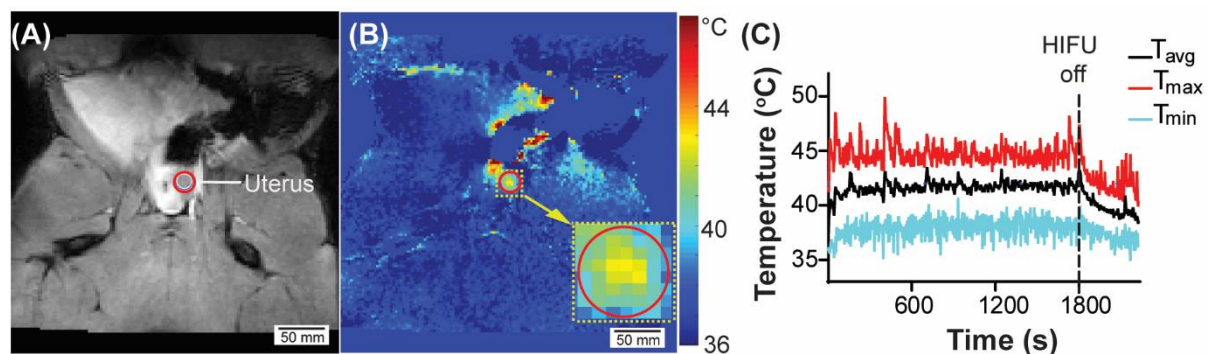 (A)
Uterus
50 mm
(B)
°C
44
40
36
50 mm
(C)
HIFU
off
Tavg
Tmax
Tmin
Temperature (°C)
50
45
40
35
600 1200 1800
Time (s)